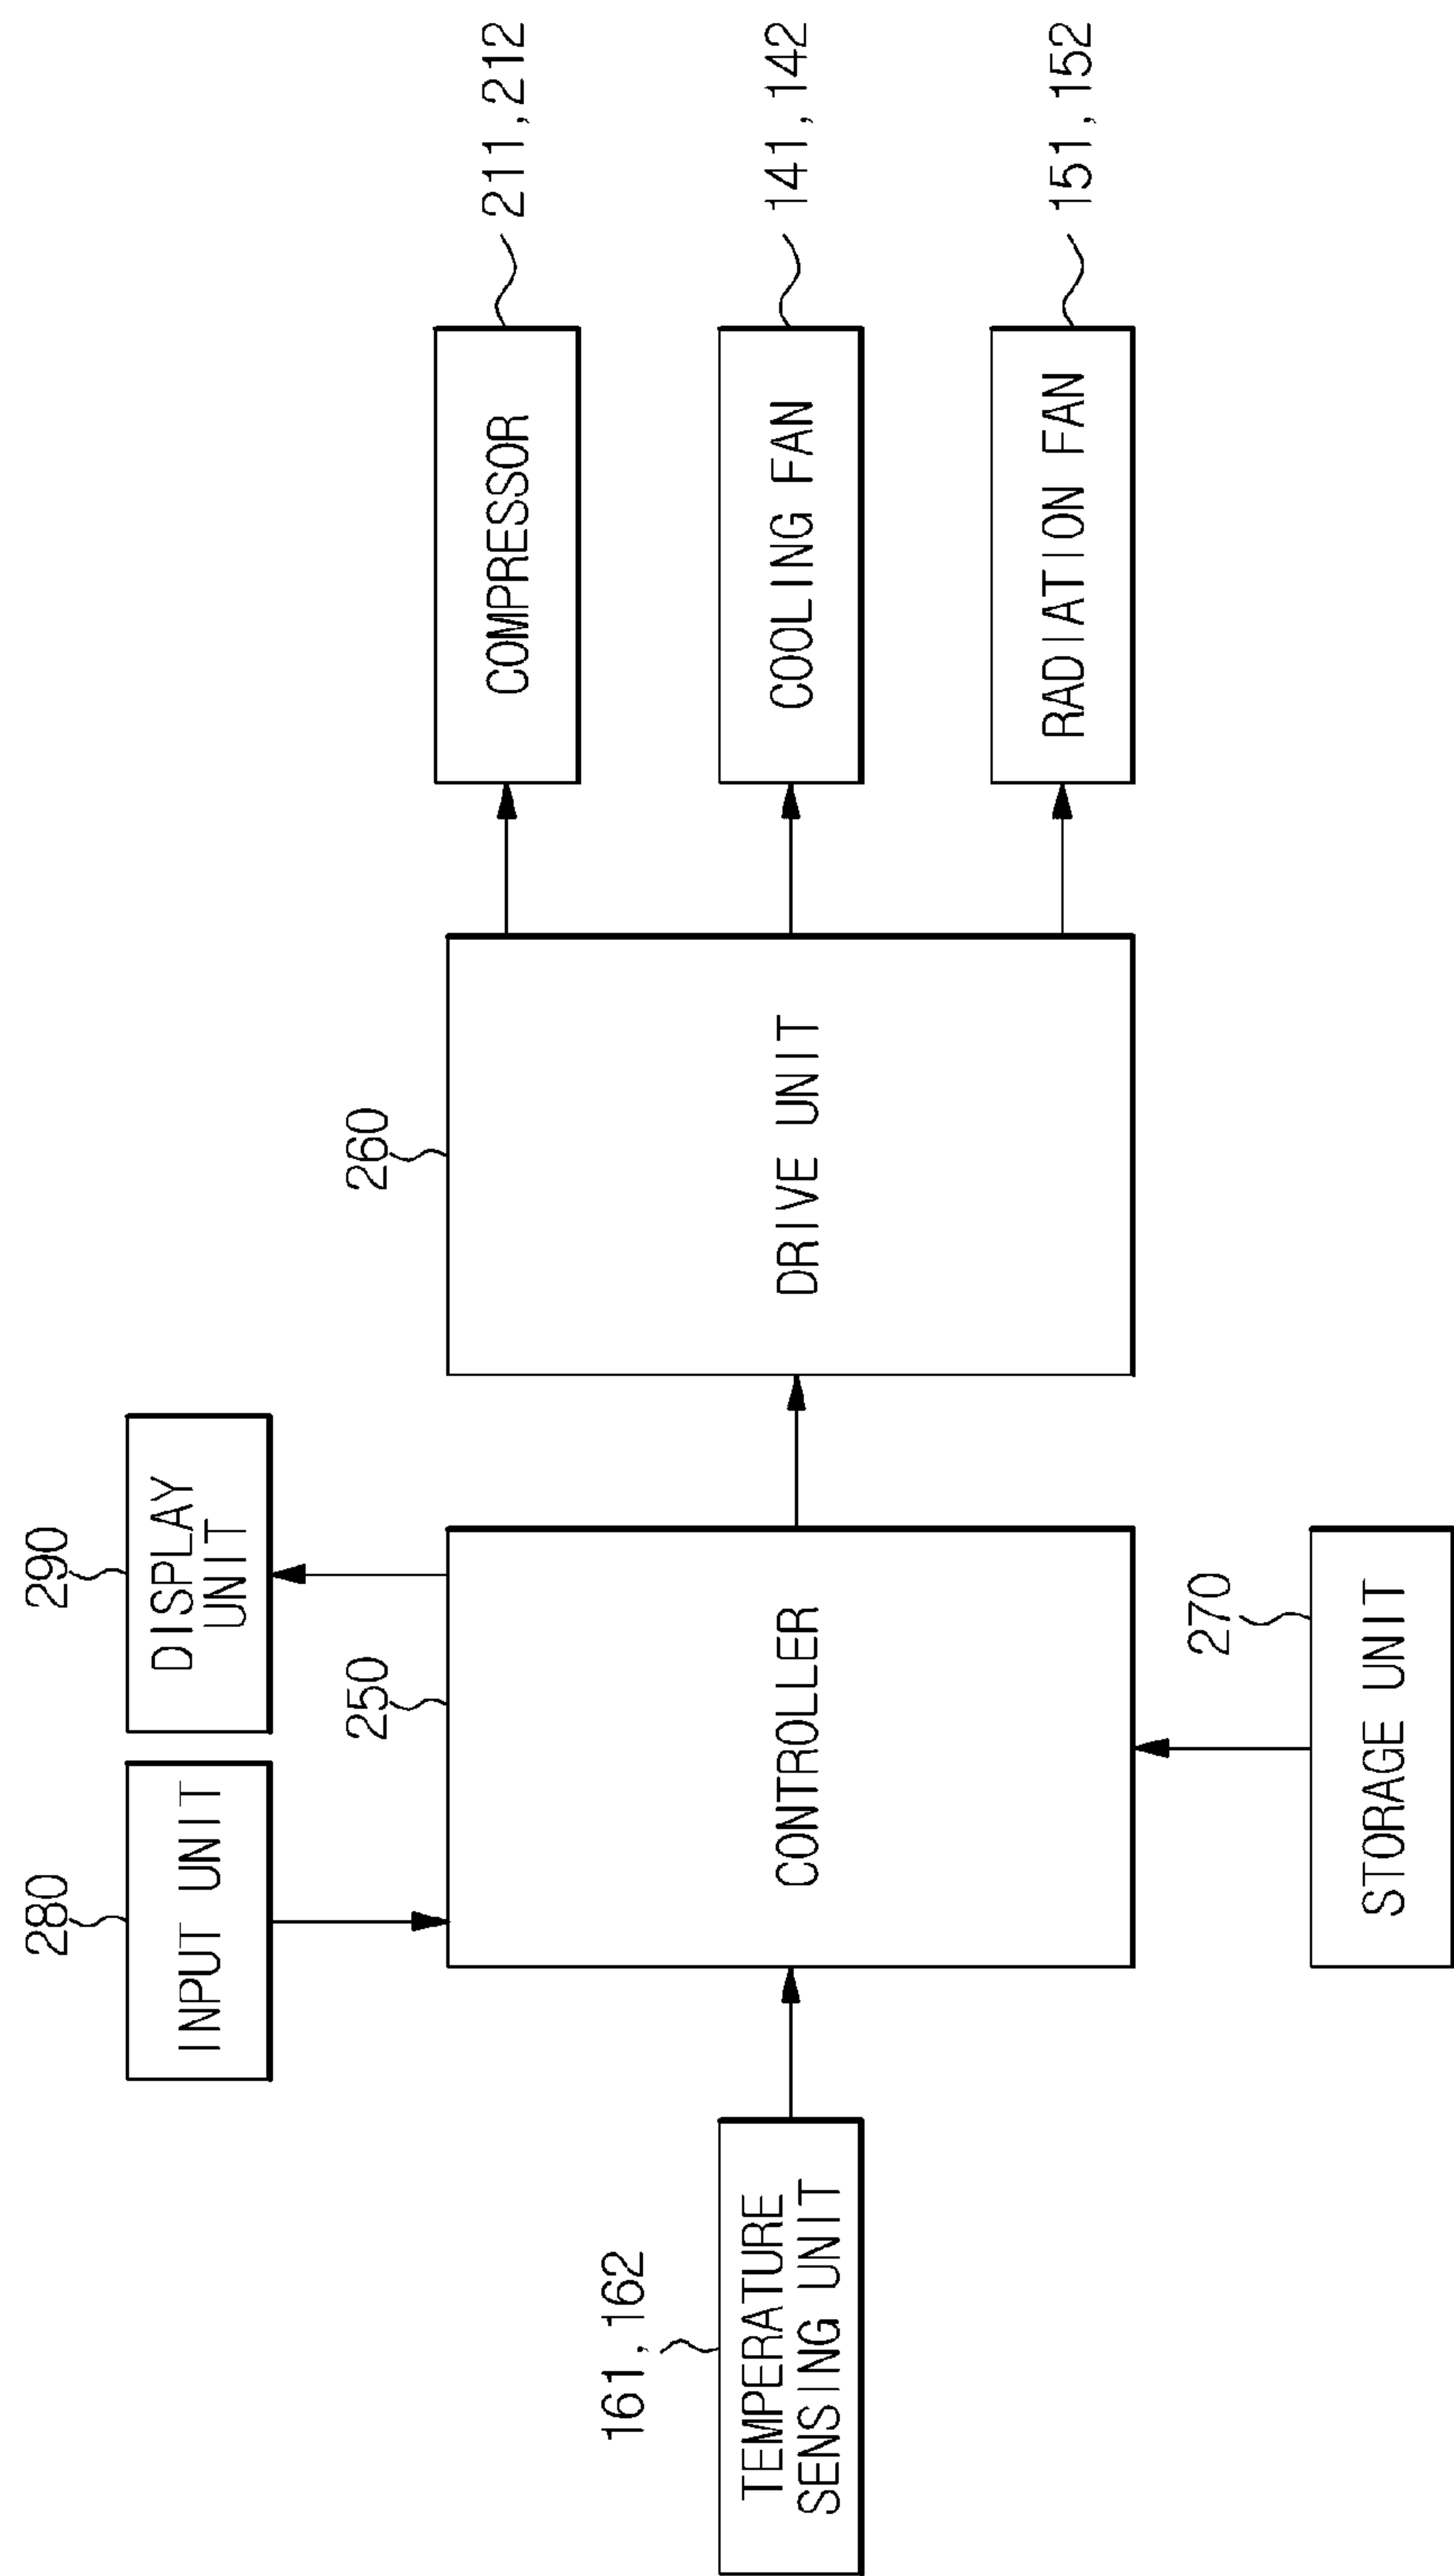 290
DISPLAY
UNIT
280
INPUT UNIT
161, 162
TEMPERATURE
SENSING UNIT
250
CONTROLLER
260
DRIVE UNIT
COMPRESSOR
211, 212
COOLING FAN
141, 142
RADIATION FAN
151, 152
270
STORAGE UNIT